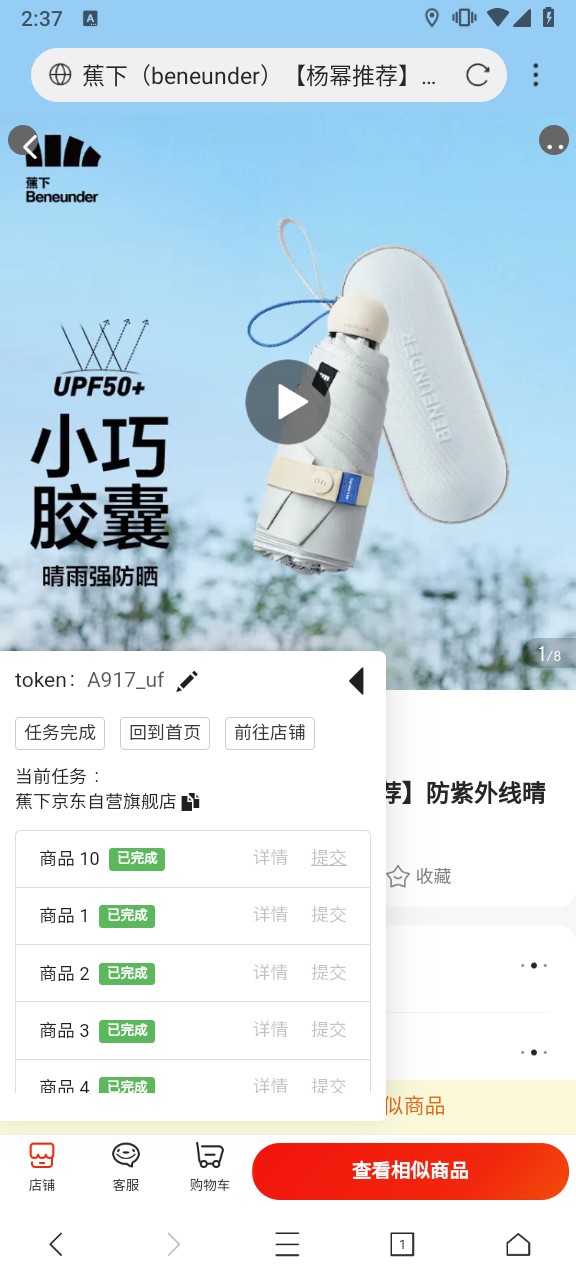 2:37
A
蕉下（beneunder）【杨幂推荐】…
蕉下
Beneunder
UPF50+
小巧
胶囊
晴雨强防晒
BENEUNDER
1/8
token：A917_uf
任务完成 回到首页 前往店铺
当前任务：
蕉下京东自营旗舰店
荐】防紫外线晴
商品 10 已完成 详情 提交
收藏
商品 1 已完成 详情 提交
商品 2 已完成 详情 提交
商品 3 已完成 详情 提交
商品 4 已完成 详情 提交
似商品
店铺 客服 购物车 查看相似商品
1